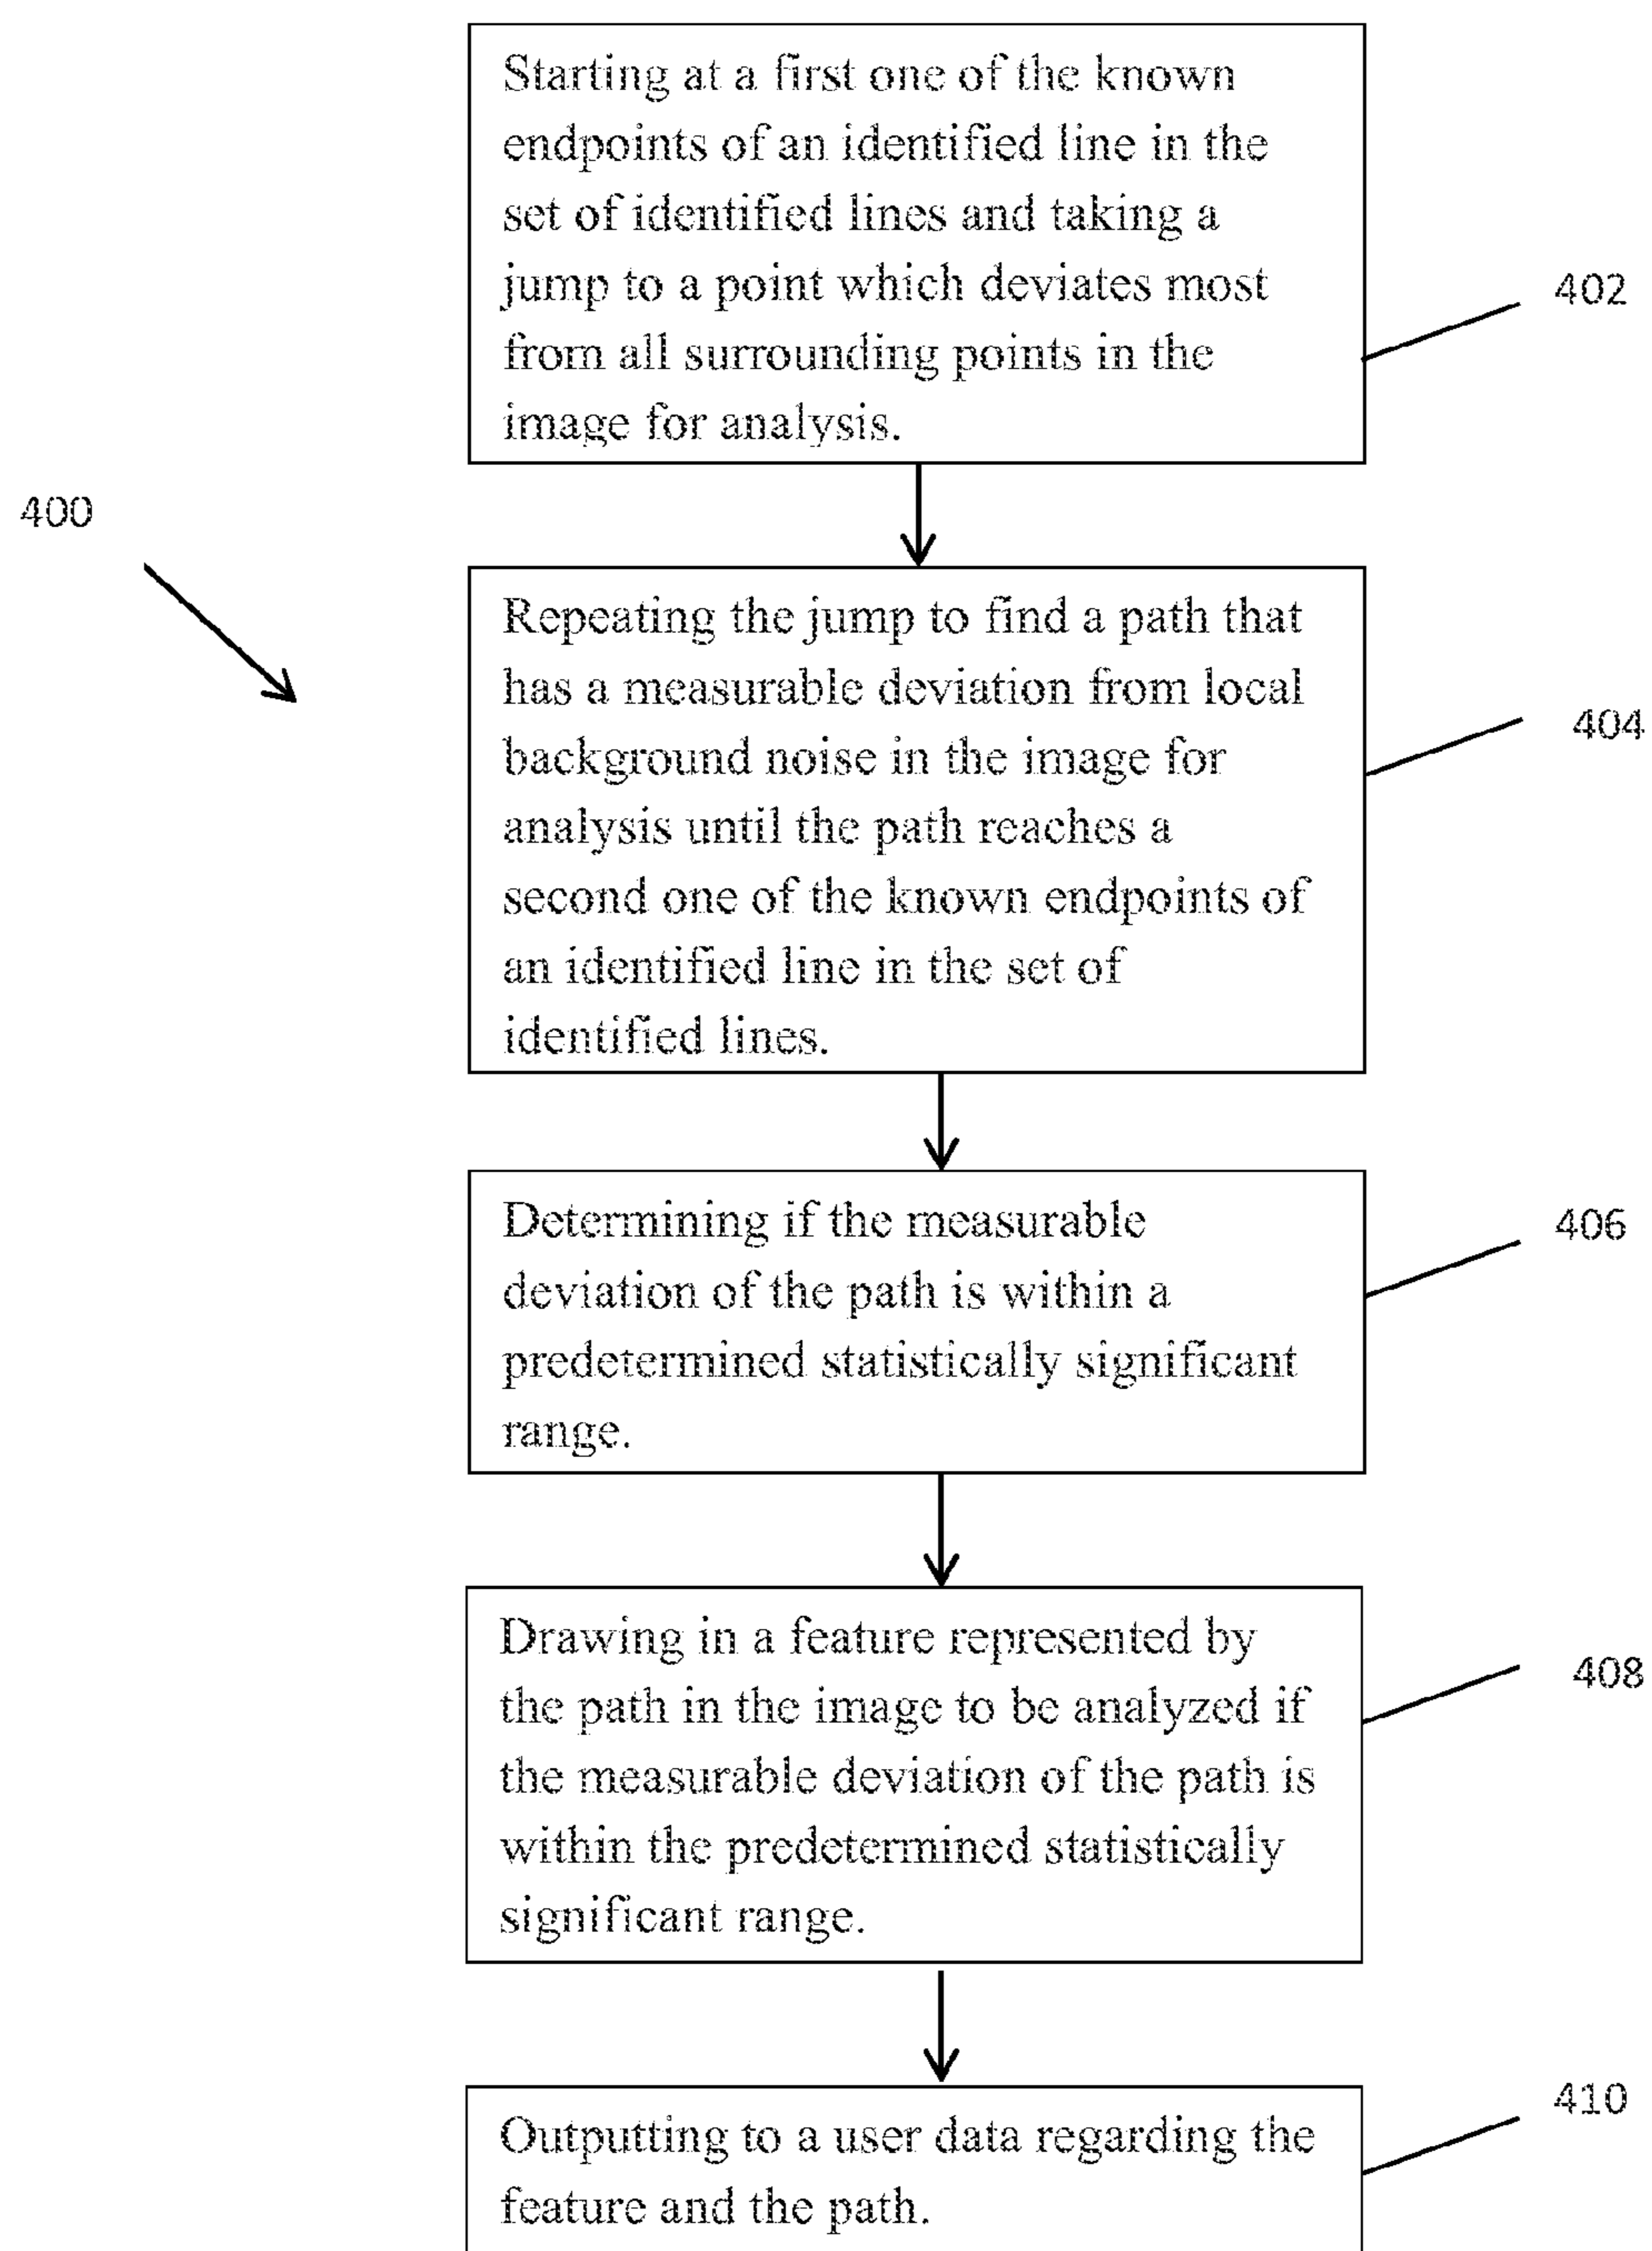 Starting at a first one of the known
endpoints of an identified line in the
set of identified lines and taking a
jump to a point which deviates most
from all surrounding points in the
image for analysis.
402
400
Repeating the jump to find a path that
has a measurable deviation from local
background noise in the image for
analysis until the path reaches a
second one of the known endpoints of
an identified line in the set of
identified lines.
404
Determining if the measurable
deviation of the path is within a
predetermined statistically significant
range.
406
Drawing in a feature represented by
the path in the image to be analyzed if
the measurable deviation of the path is
within the predetermined statistically
significant range.
408
Outputting to a user data regarding the
feature and the path.
410